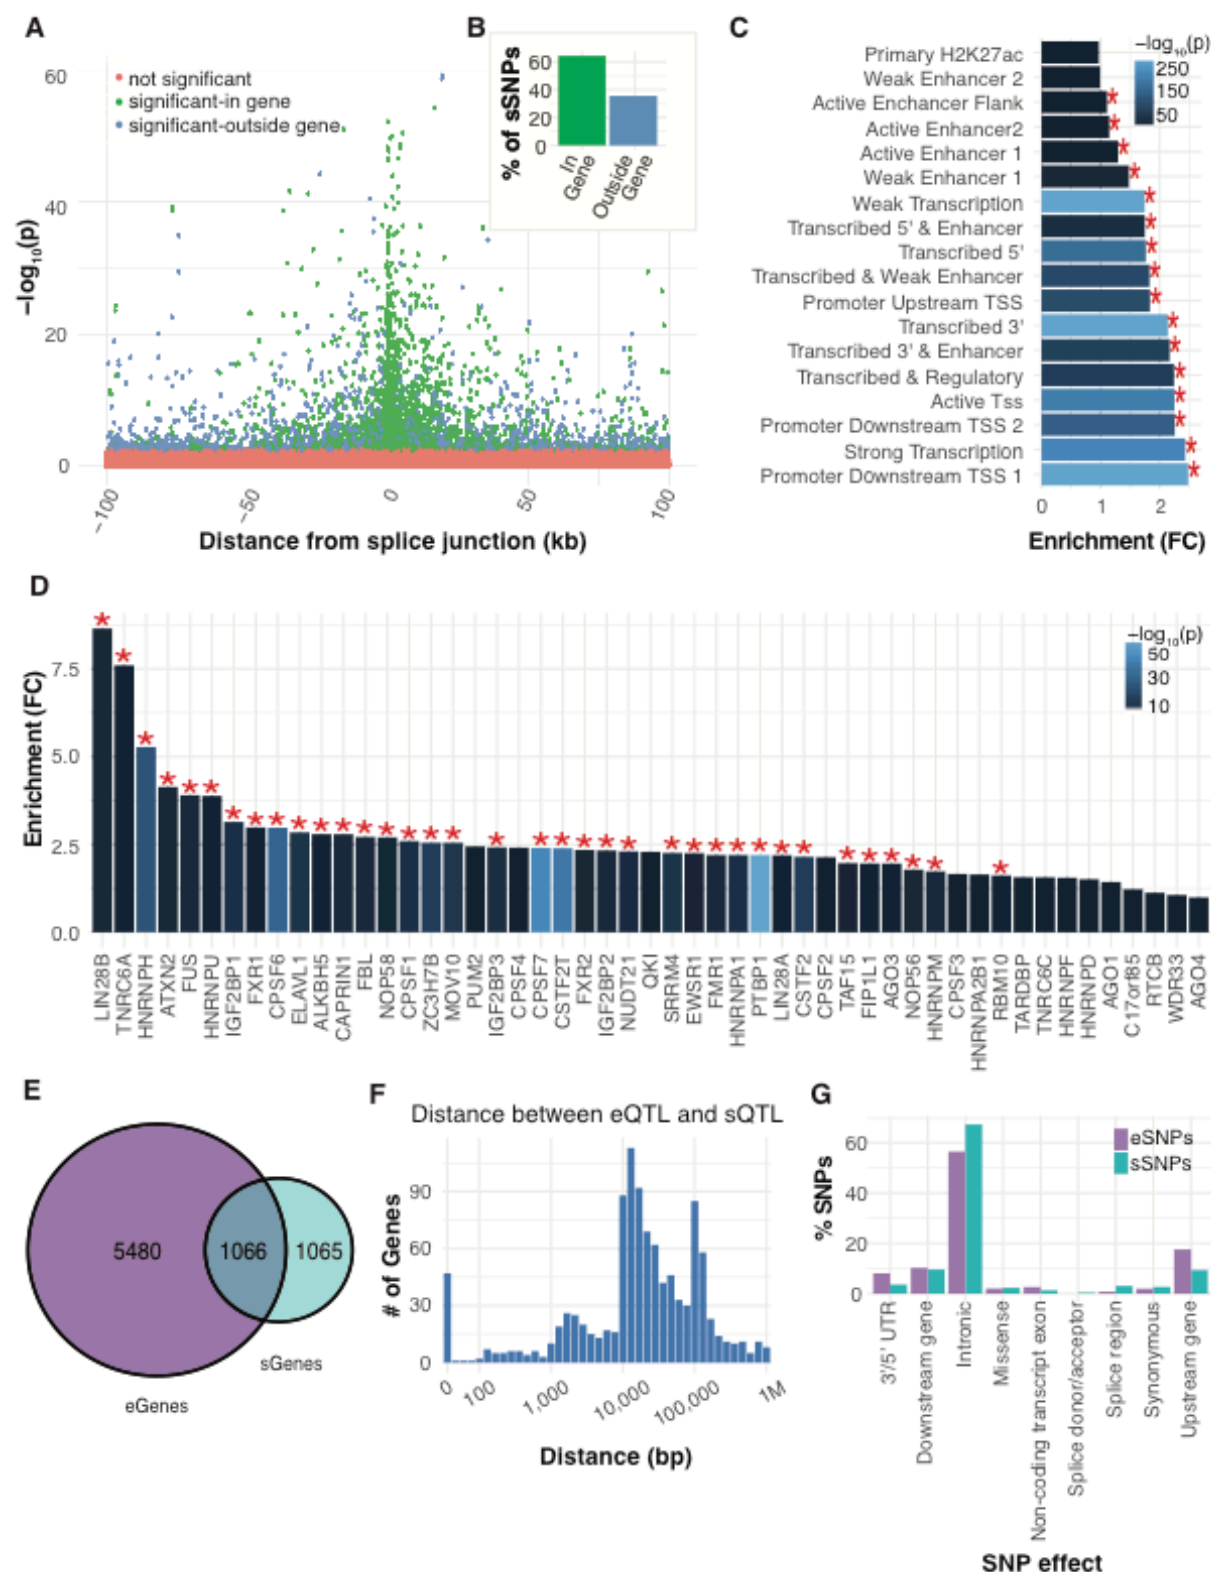 A
−log10(p)
60
40
20
0
not significant
significant-in gene
significant-outside gene
−100
−50
0
50
100
Distance from splice junction (kb)
B
% of sSNPs
60
40
20
0
In
Gene
Outside
Gene
C
−log10(p)
250
150
50
Primary H2K27ac
Weak Enhancer 2
Active Enchancer Flank
Active Enhancer2
Active Enhancer 1
Weak Enhancer 1
Weak Transcription
Transcribed 5' & Enhancer
Transcribed 5'
Transcribed & Weak Enhancer
Promoter Upstream TSS
Transcribed 3'
Transcribed 3' & Enhancer
Transcribed & Regulatory
Active Tss
Promoter Downstream TSS 2
Strong Transcription
Promoter Downstream TSS 1
0
1
2
Enrichment (FC)
D
Enrichment (FC)
7.5
5.0
2.5
0.0
−log10(p)
50
30
10
LIN28B
TNRC6A
HNRNPH
ATXN2
FUS
HNRNPU
IGF2BP1
FXR1
CPSF6
ELAVL1
ALKBH5
CAPRIN1
FBL
NOP58
CPSF1
ZC3H7B
MOV10
PUM2
IGF2BP3
CPSF4
CPSF7
CSTF2T
FXR2
IGF2BP2
NUDT21
QKI
SRRM4
EWSR1
FMR1
HNRNPA1
PTBP1
LIN28A
CSTF2
CPSF2
TAF15
FIP1L1
AGO3
NOP56
HNRNPM
CPSF3
HNRNPA2B1
RBM10
TARDBP
TNRC6C
HNRNPF
HNRNPD
AGO1
C17orf85
RTCB
WDR33
AGO4
E
5480
1066
1065
sGenes
eGenes
F
Distance between eQTL and sQTL
# of Genes
90
60
30
0
0
100
1,000
10,000
100,000
1M
Distance (bp)
G
% SNPs
60
40
20
0
eSNPs
sSNPs
3'/5' UTR
Downstream gene
Intronic
Missense
Non-coding transcript exon
Splice donor/acceptor
Splice region
Synonymous
Upstream gene
SNP effect